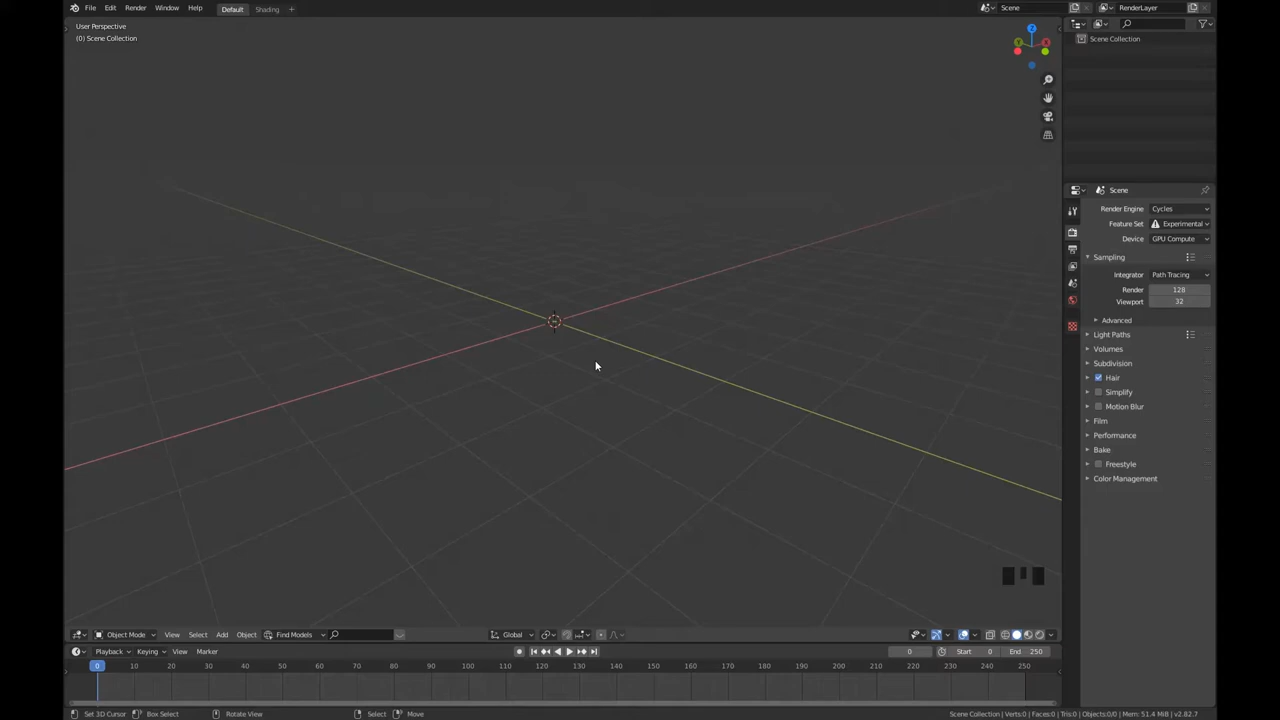 File Edit Render Window Help Default Shading + Scene RenderLayer
User Perspective
(0) Scene Collection
Z
Y
X
Scene Collection
Scene
Render Engine Cycles
Feature Set Experimental
Device GPU Compute
Sampling
Integrator Path Tracing
Render 128
Viewport 32
Advanced
Light Paths
Volumes
Subdivision
Hair
Simplify
Motion Blur
Film
Performance
Bake
Freestyle
Color Management
Object Mode View Select Add Object Find Models Global
Playback Keying View Marker 0 Start 0 End 250
0 10 20 30 40 50 60 70 80 90 100 110 120 130 140 150 160 170 180 190 200 210 220 230 240 250
Set 3D Cursor Box Select Rotate View Select Move Scene Collection | Verts:0 | Faces:0 | Tris:0 | Objects:0/0 | Mem: 51.4 MiB | v2.82.7